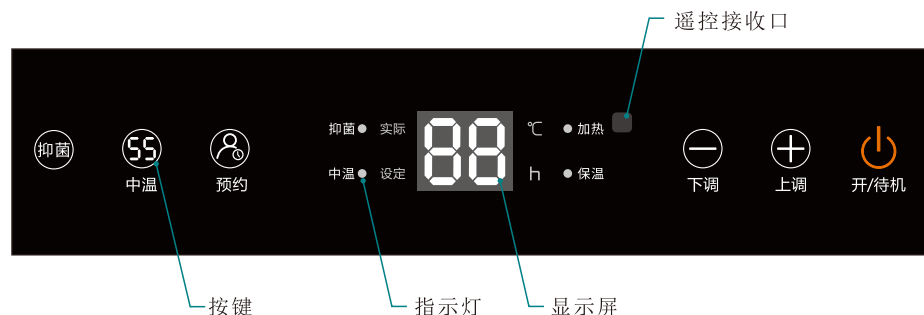 遥控接收口
抑菌 实际 ℃ 加热
抑菌 55 88
中温 设定 h 保温
中温 预约 下调 上调 开/待机
按键 指示灯 显示屏